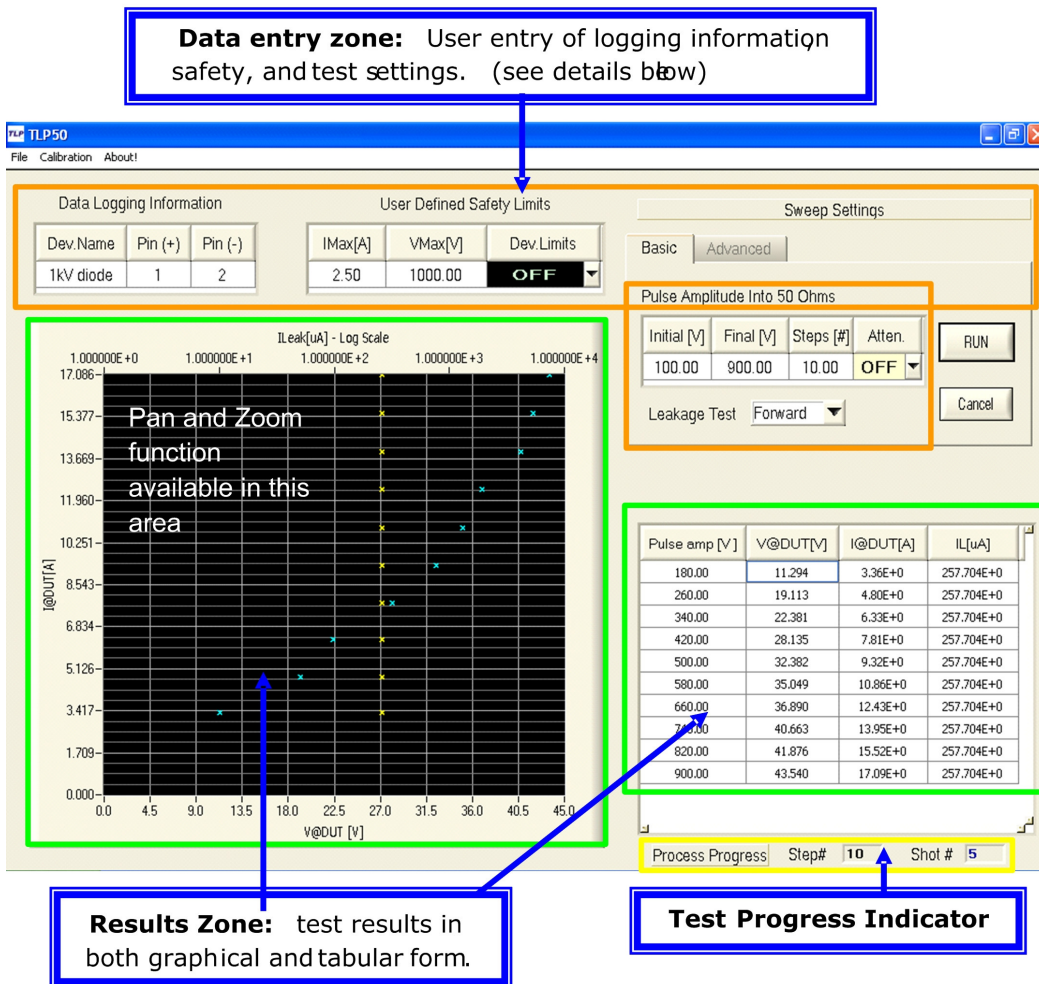 Data entry zone: User entry of logging information,
safety, and test settings. (see details below)
TLP TLP50
File Calibration About!
Data Logging Information
Dev.Name Pin (+) Pin (-)
1kV diode 1 2
User Defined Safety Limits
IMax[A] VMax[V] Dev.Limits
2.50 1000.00 OFF
Sweep Settings
Basic Advanced
Pulse Amplitude Into 50 Ohms
Initial [V] Final [V] Steps [#] Atten.
100.00 900.00 10.00 OFF
Leakage Test Forward
RUN
Cancel
ILeak[uA] - Log Scale
1.000000E+0 1.000000E+1 1.000000E+2 1.000000E+3 1.000000E+4
17.086
15.377
13.669
11.960
10.251
8.543
6.834
5.126
3.417
1.709
0.000
I@DUT[A]
Pan and Zoom
function
available in this
area
0.0 4.5 9.0 13.5 18.0 22.5 27.0 31.5 36.0 40.5 45.0
V@DUT [V]
Pulse amp [V] V@DUT[V] I@DUT[A] IL[uA]
180.00 11.294 3.36E+0 257.704E+0
260.00 19.113 4.80E+0 257.704E+0
340.00 22.381 6.33E+0 257.704E+0
420.00 28.135 7.81E+0 257.704E+0
500.00 32.382 9.32E+0 257.704E+0
580.00 35.049 10.86E+0 257.704E+0
660.00 36.890 12.43E+0 257.704E+0
40.663 13.95E+0 257.704E+0
820.00 41.876 15.52E+0 257.704E+0
900.00 43.540 17.09E+0 257.704E+0
Process Progress Step# 10 Shot # 5
Results Zone: test results in
both graphical and tabular form.
Test Progress Indicator